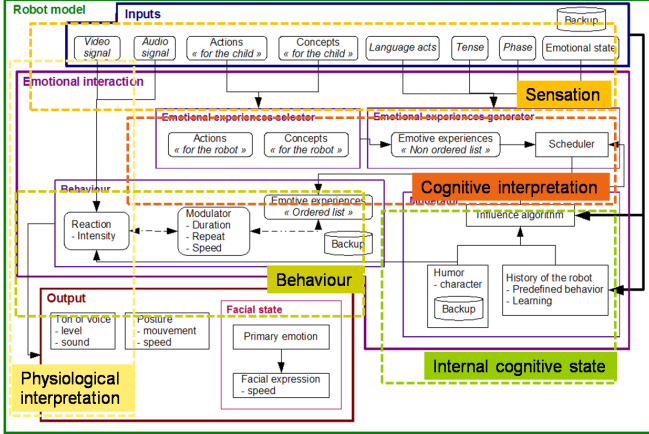 Robot model
Inputs
Backup
Video
signal
Audio
signal
Actions
« for the child »
Concepts
« for the child »
Language acts
Tense
Phase
Emotional state
Emotional interaction
Sensation
Emotional experiences selector
Emotional experiences generator
Actions
« for the robot »
Concepts
« for the robot »
Emotive experiences
« Non ordered list »
Scheduler
Cognitive interpretation
Behaviour
Emotive experiences
« Ordered list »
Moderator
Influence algorithm
Reaction
- Intensity
Modulator
- Duration
- Repeat
- Speed
Backup
Behaviour
Humor
- character
Backup
History of the robot
- Predefined behavior
- Learning
Output
Facial state
Ton of voice
- level
- sound
Posture
- mouvement
- speed
Primary emotion
Facial expression
- speed
Internal cognitive state
Physiological
interpretation